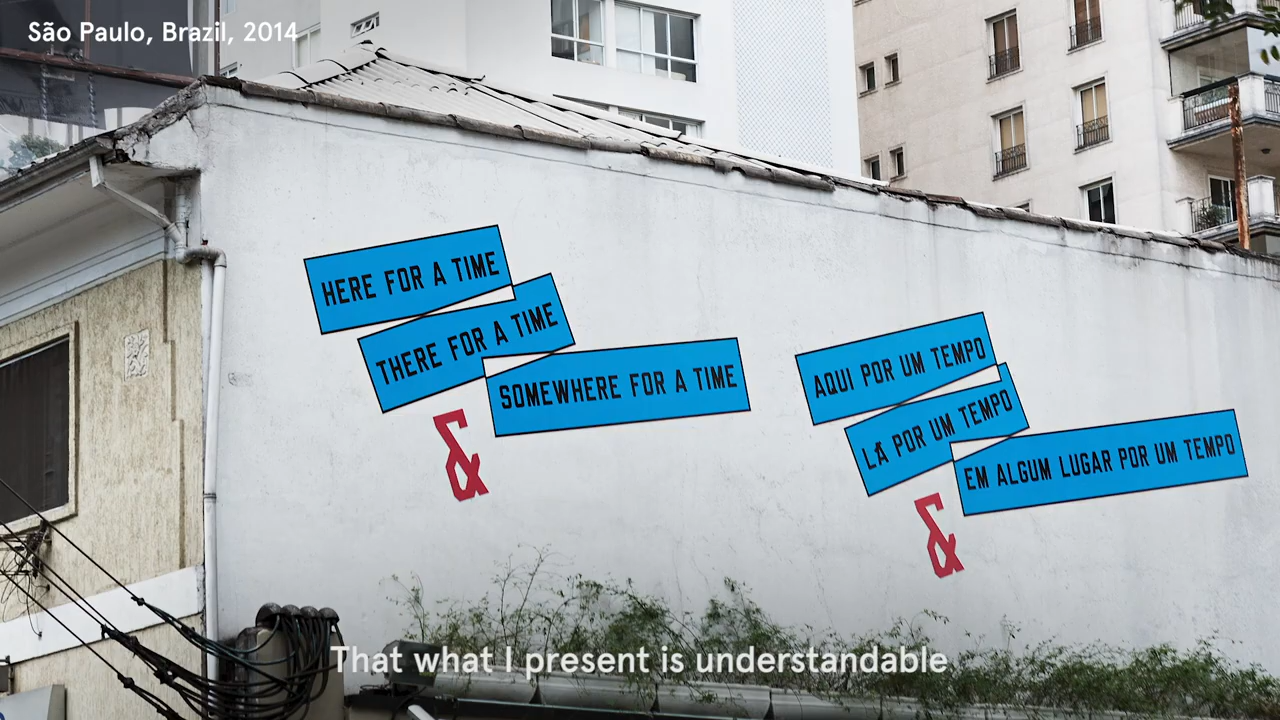 São Paulo, Brazil, 2014
HERE FOR A TIME
THERE FOR A TIME
SOMEWHERE FOR A TIME
&
AQUI POR UM TEMPO
LÁ POR UM TEMPO
EM ALGUM LUGAR POR UM TEMPO
&
That what I present is understandable